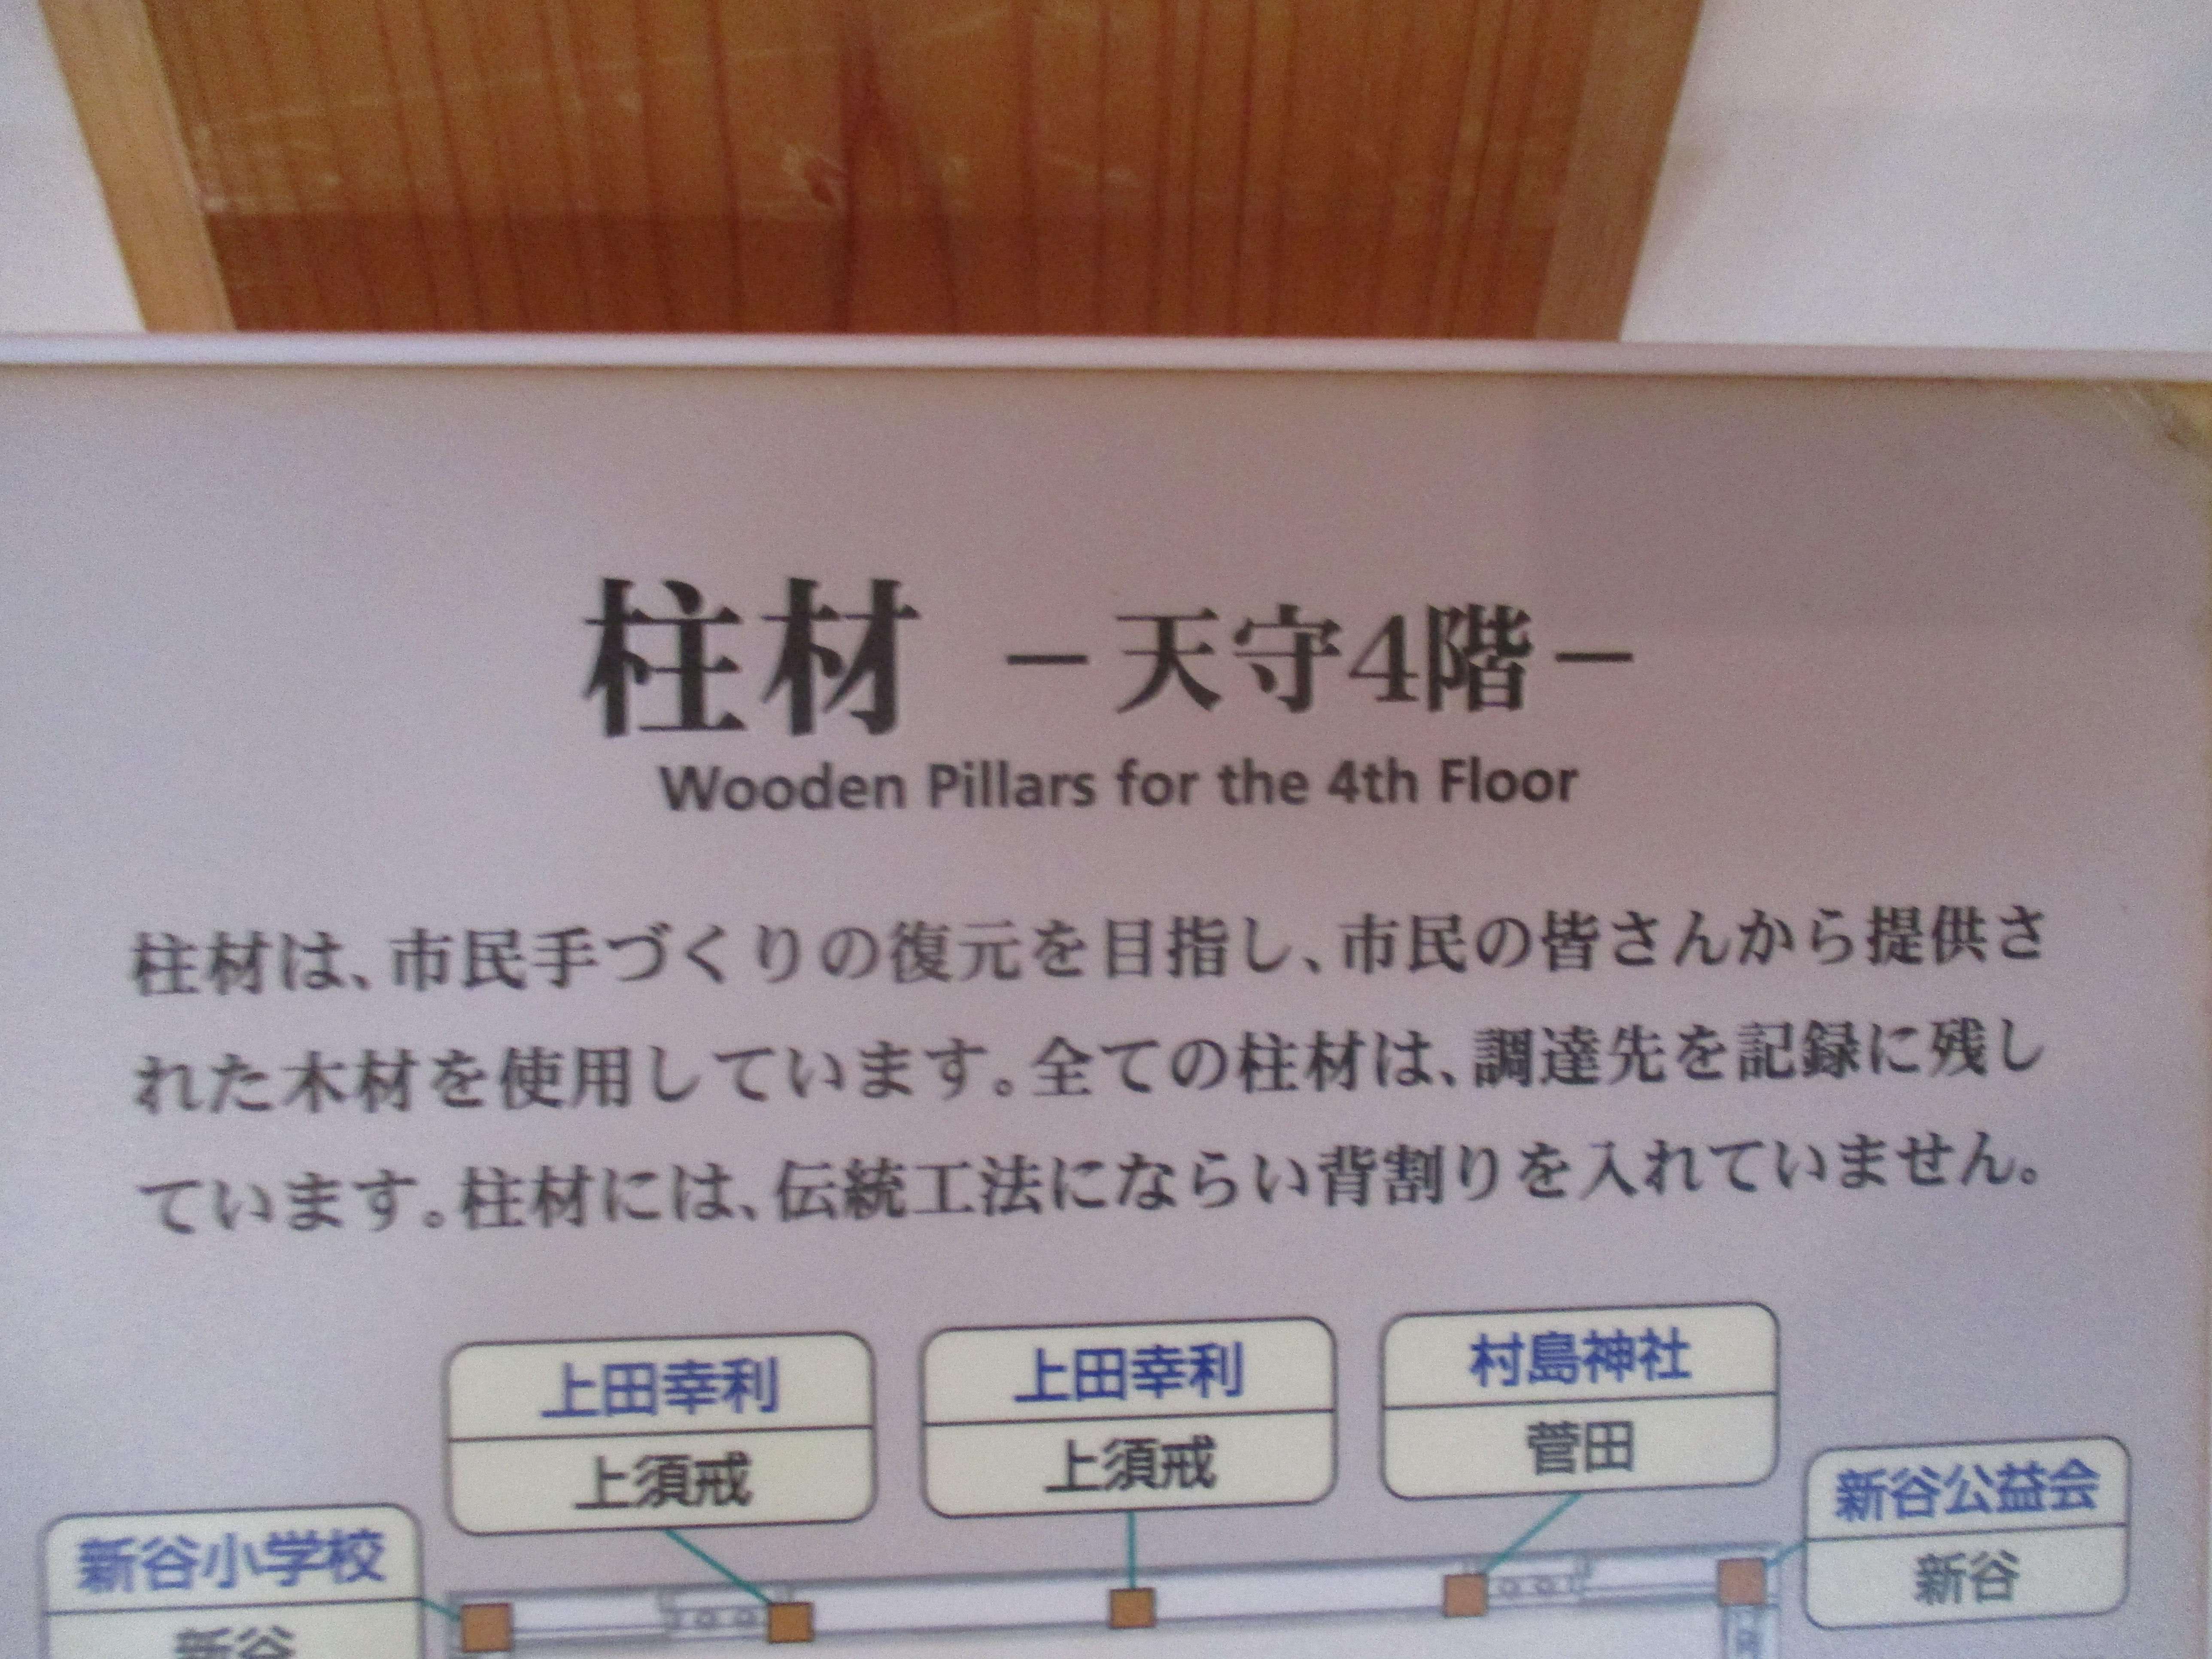 柱材 －天守4階－
Wooden Pillars for the 4th Floor
柱材は、市民手づくりの復元を目指し、市民の皆さんから提供さ
れた木材を使用しています。全ての柱材は、調達先を記録に残し
ています。柱材には、伝統工法にならい背割りを入れていません。
上田幸利
上須戒
上田幸利
上須戒
村島神社
菅田
新谷公益会
新谷
新谷小学校
新谷